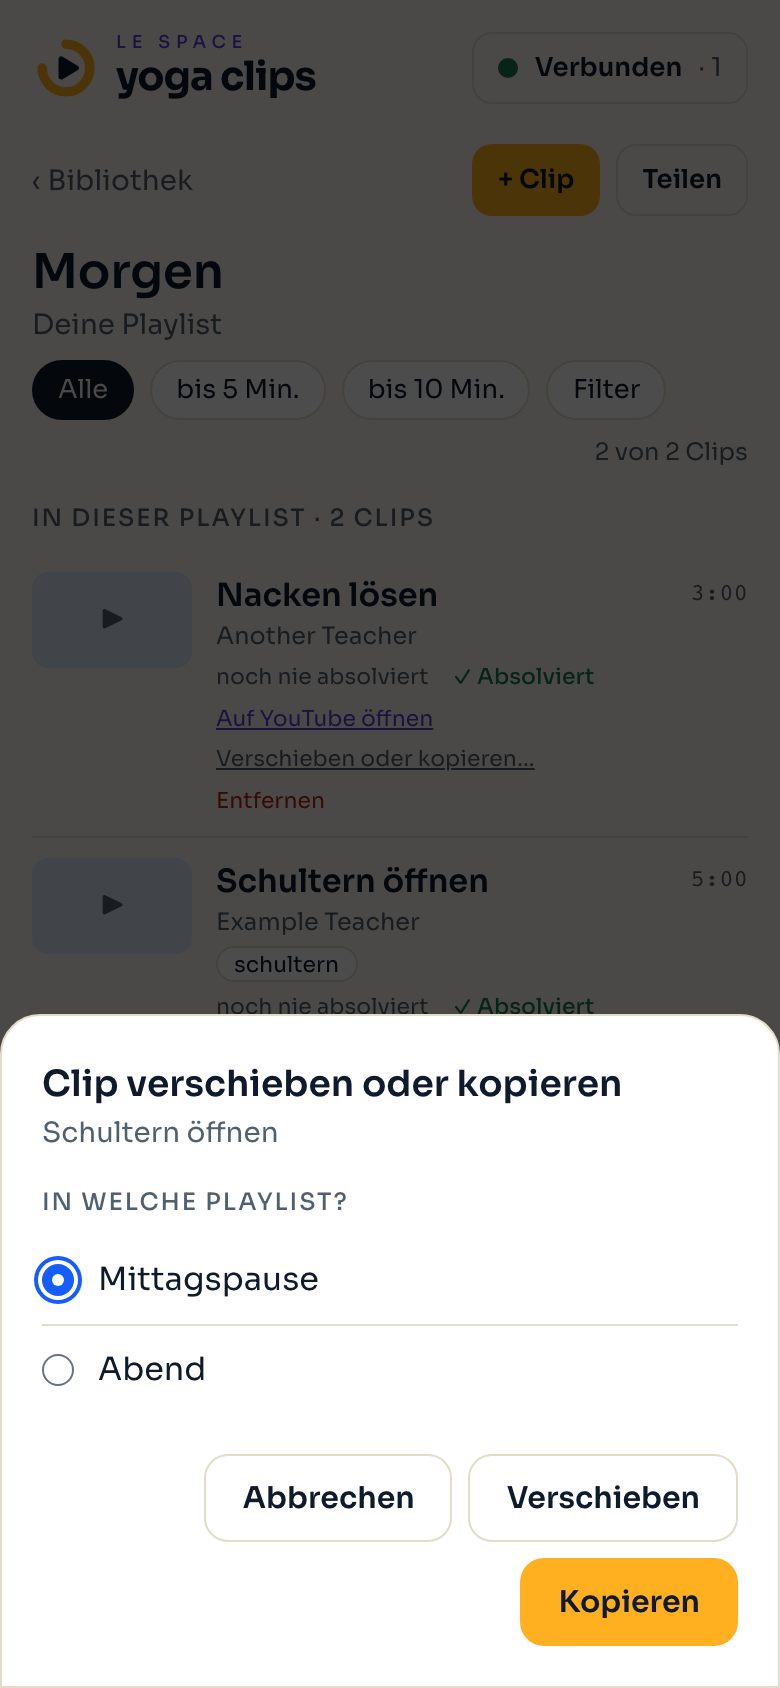 LE SPACE
yoga clips
Verbunden · 1
‹ Bibliothek
+ Clip
Teilen
Morgen
Deine Playlist
Alle
bis 5 Min.
bis 10 Min.
Filter
2 von 2 Clips
IN DIESER PLAYLIST · 2 CLIPS
Nacken lösen
3:00
Another Teacher
noch nie absolviert ✓ Absolviert
Auf YouTube öffnen
Verschieben oder kopieren…
Entfernen
Schultern öffnen
5:00
Example Teacher
schultern
noch nie absolviert ✓ Absolviert
Clip verschieben oder kopieren
Schultern öffnen
IN WELCHE PLAYLIST?
Mittagspause
Abend
Abbrechen
Verschieben
Kopieren